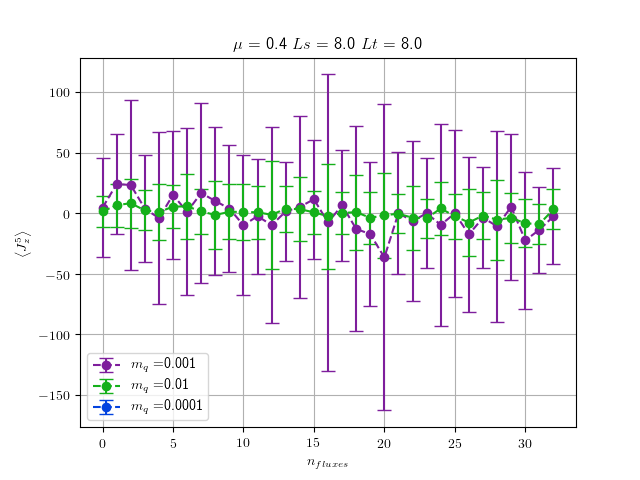 μ = 0.4 Ls = 8.0 Lt = 8.0
100
50
0
−50
−100
−150
⟨J_z^5⟩
m_q =0.001
m_q =0.01
m_q =0.0001
0 5 10 15 20 25 30
n_fluxes